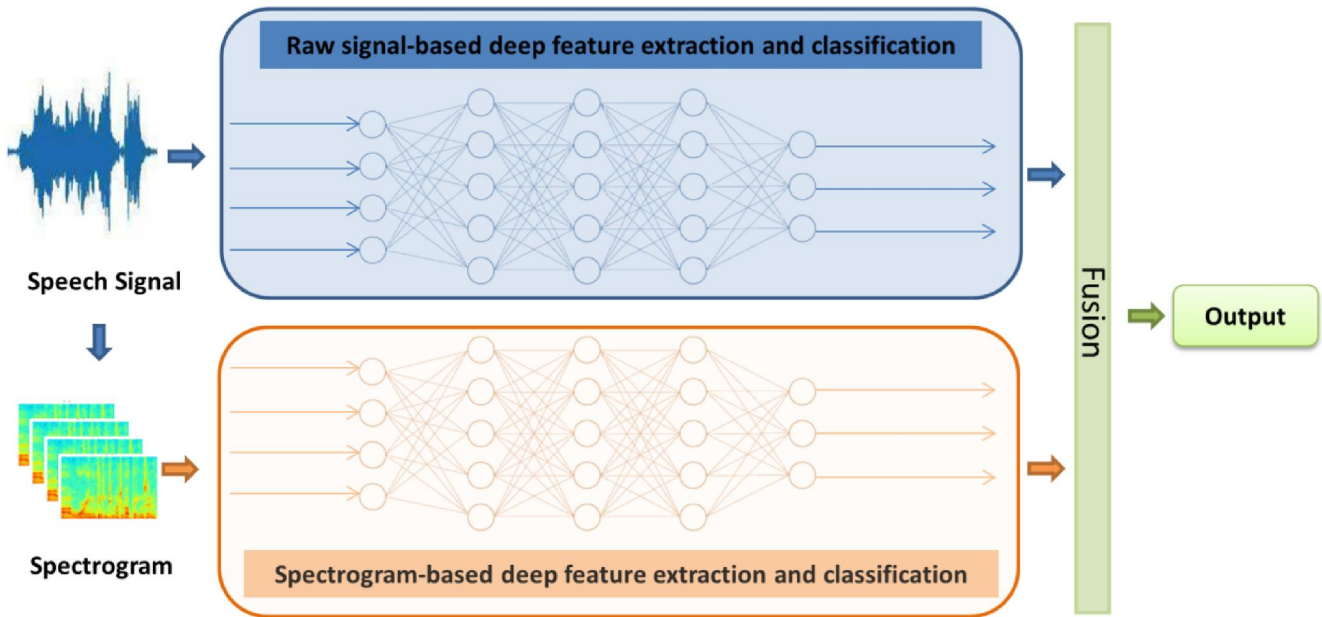 Raw signal-based deep feature extraction and classification
Speech Signal
Spectrogram
Spectrogram-based deep feature extraction and classification
Fusion
Output